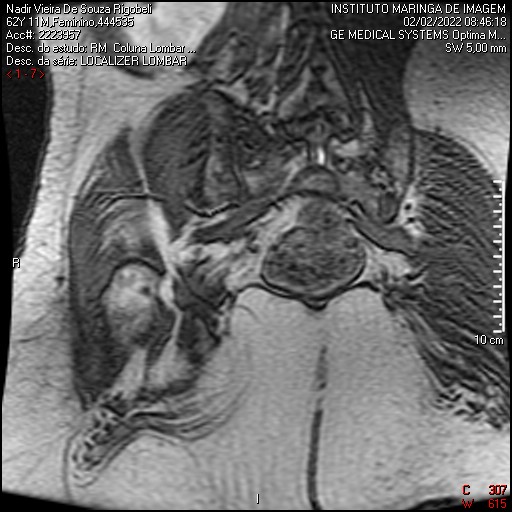 Nadir Vieira De Souza Rigobeli
62Y 11M,Feminino,444535
Acc#: 2223957
Desc. do estudo: RM Coluna Lombar ...
Desc. da série: LOCALIZER LOMBAR
< 1 - 7 >
INSTITUTO MARINGA DE IMAGEM
02/02/2022 08:46:18
GE MEDICAL SYSTEMS Optima M...
SW 5,00 mm
R
10 cm
I
C 307
W 615